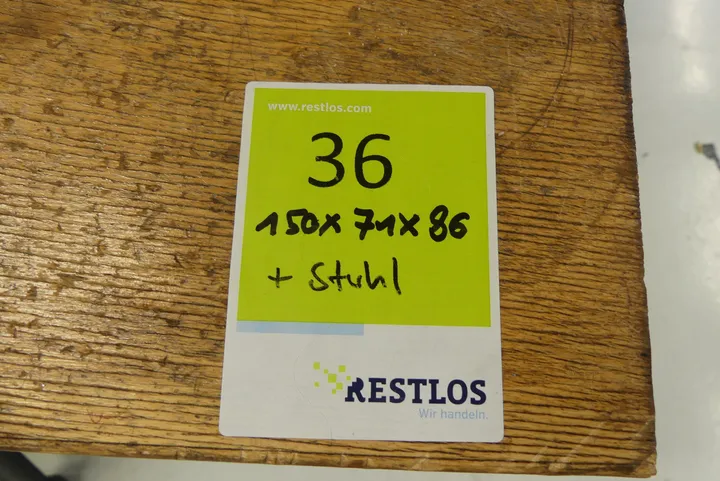 www.restlos.com
36
150x 71x 86
+ Stuhl
RESTLOS
Wir handeln.